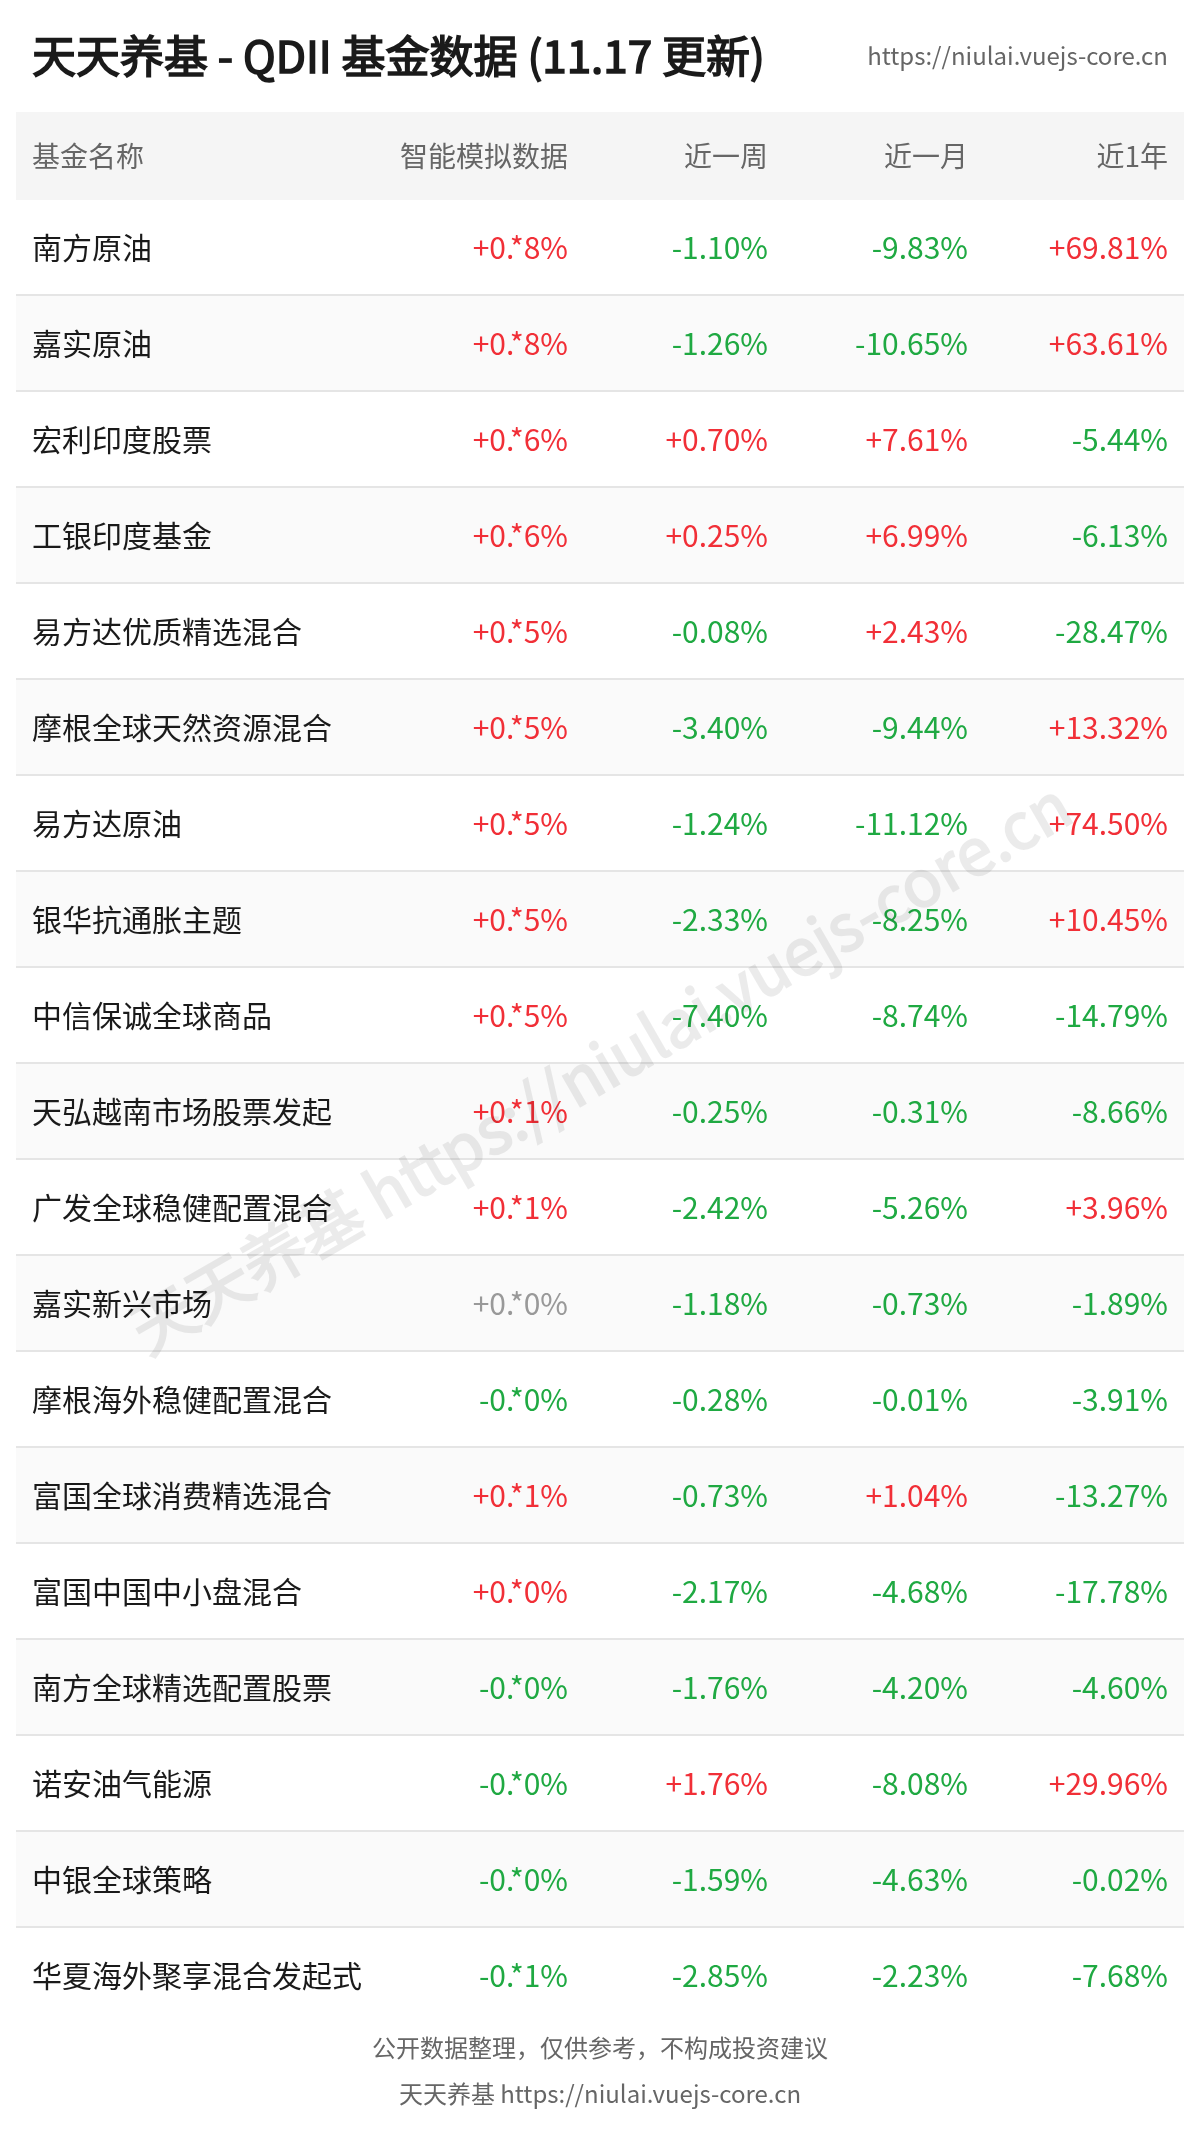 天天养基 - QDII 基金数据 (11.17 更新) https://niulai.vuejs-core.cn
基金名称 智能模拟数据 近一周 近一月 近1年
南方原油 +0.*8% -1.10% -9.83% +69.81%
嘉实原油 +0.*8% -1.26% -10.65% +63.61%
宏利印度股票 +0.*6% +0.70% +7.61% -5.44%
工银印度基金 +0.*6% +0.25% +6.99% -6.13%
易方达优质精选混合 +0.*5% -0.08% +2.43% -28.47%
摩根全球天然资源混合 +0.*5% -3.40% -9.44% +13.32%
易方达原油 +0.*5% -1.24% -11.12% +74.50%
银华抗通胀主题 +0.*5% -2.33% -8.25% +10.45%
中信保诚全球商品 +0.*5% -7.40% -8.74% -14.79%
天弘越南市场股票发起 +0.*1% -0.25% -0.31% -8.66%
广发全球稳健配置混合 +0.*1% -2.42% -5.26% +3.96%
嘉实新兴市场 +0.*0% -1.18% -0.73% -1.89%
摩根海外稳健配置混合 -0.*0% -0.28% -0.01% -3.91%
富国全球消费精选混合 +0.*1% -0.73% +1.04% -13.27%
富国中国中小盘混合 +0.*0% -2.17% -4.68% -17.78%
南方全球精选配置股票 -0.*0% -1.76% -4.20% -4.60%
诺安油气能源 -0.*0% +1.76% -8.08% +29.96%
中银全球策略 -0.*0% -1.59% -4.63% -0.02%
华夏海外聚享混合发起式 -0.*1% -2.85% -2.23% -7.68%
公开数据整理，仅供参考，不构成投资建议
天天养基 https://niulai.vuejs-core.cn
天天养基 https://niulai.vuejs-core.cn